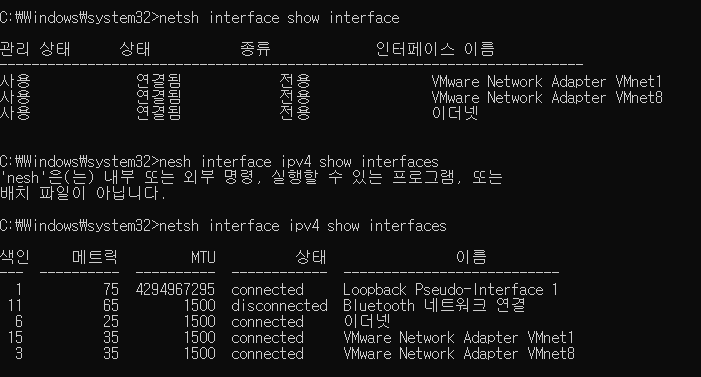 C:₩Windows₩system32>netsh interface show interface
관리 상태 상태 종류 인터페이스 이름
-------------------------------------------------------------------------
사용 연결됨 전용 VMware Network Adapter VMnet1
사용 연결됨 전용 VMware Network Adapter VMnet8
사용 연결됨 전용 이더넷
C:₩Windows₩system32>nesh interface ipv4 show interfaces
'nesh'은(는) 내부 또는 외부 명령, 실행할 수 있는 프로그램, 또는
배치 파일이 아닙니다.
C:₩Windows₩system32>netsh interface ipv4 show interfaces
색인 메트릭 MTU 상태 이름
--- ---------- ---------- ------------ ---------------------------
1 75 4294967295 connected Loopback Pseudo-Interface 1
11 65 1500 disconnected Bluetooth 네트워크 연결
6 25 1500 connected 이더넷
15 35 1500 connected VMware Network Adapter VMnet1
3 35 1500 connected VMware Network Adapter VMnet8